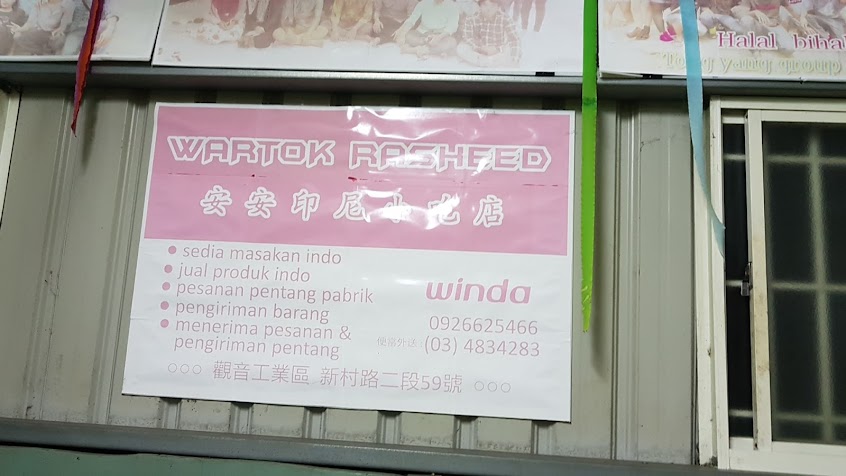 Halal bihal
WARTOK RASHEED
安安印尼小吃店
• sedia masakan indo
• jual produk indo
• pesanan pentang pabrik
• pengiriman barang
• menerima pesanan &
pengiriman pentang
winda
0926625466
便當外送：(03) 4834283
○○○ 觀音工業區 新村路二段59號 ○○○